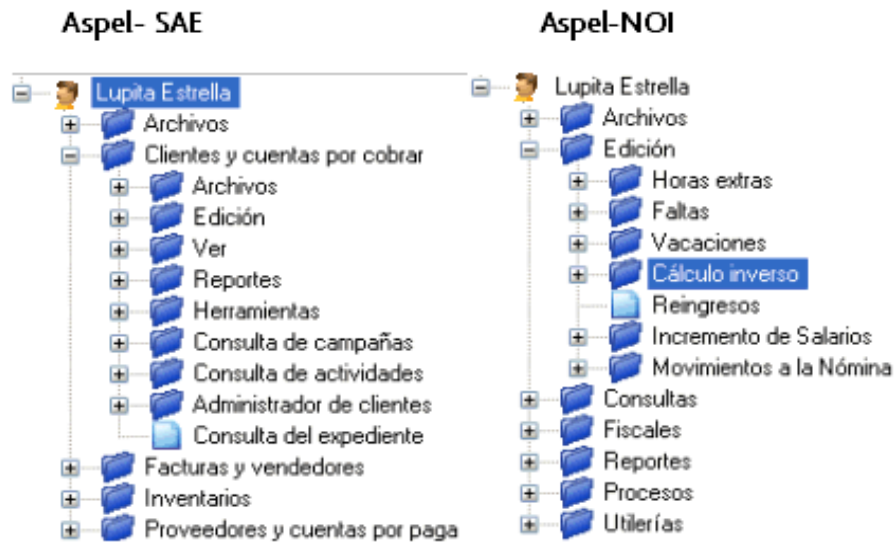 Aspel- SAE
Lupita Estrella
Archivos
Clientes y cuentas por cobrar
Archivos
Edición
Ver
Reportes
Herramientas
Consulta de campañas
Consulta de actividades
Administrador de clientes
Consulta del expediente
Facturas y vendedores
Inventarios
Proveedores y cuentas por paga
Aspel-NOI
Lupita Estrella
Archivos
Edición
Horas extras
Faltas
Vacaciones
Cálculo inverso
Reingresos
Incremento de Salarios
Movimientos a la Nómina
Consultas
Fiscales
Reportes
Procesos
Utilerías